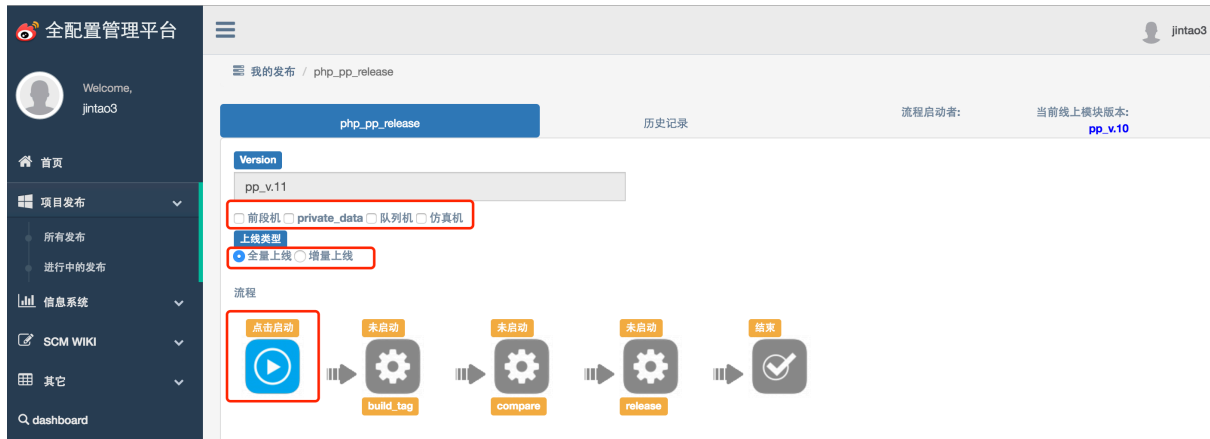 全配置管理平台
jintao3
Welcome,
jintao3
首页
项目发布
所有发布
进行中的发布
信息系统
SCM WIKI
其它
dashboard
我的发布 / php_pp_release
php_pp_release
历史记录
流程启动者:
当前线上模块版本:
pp_v.10
Version
pp_v.11
前段机 private_data 队列机 仿真机
上线类型
全量上线 增量上线
流程
点击启动 未启动 未启动 未启动 结束
build_tag compare release